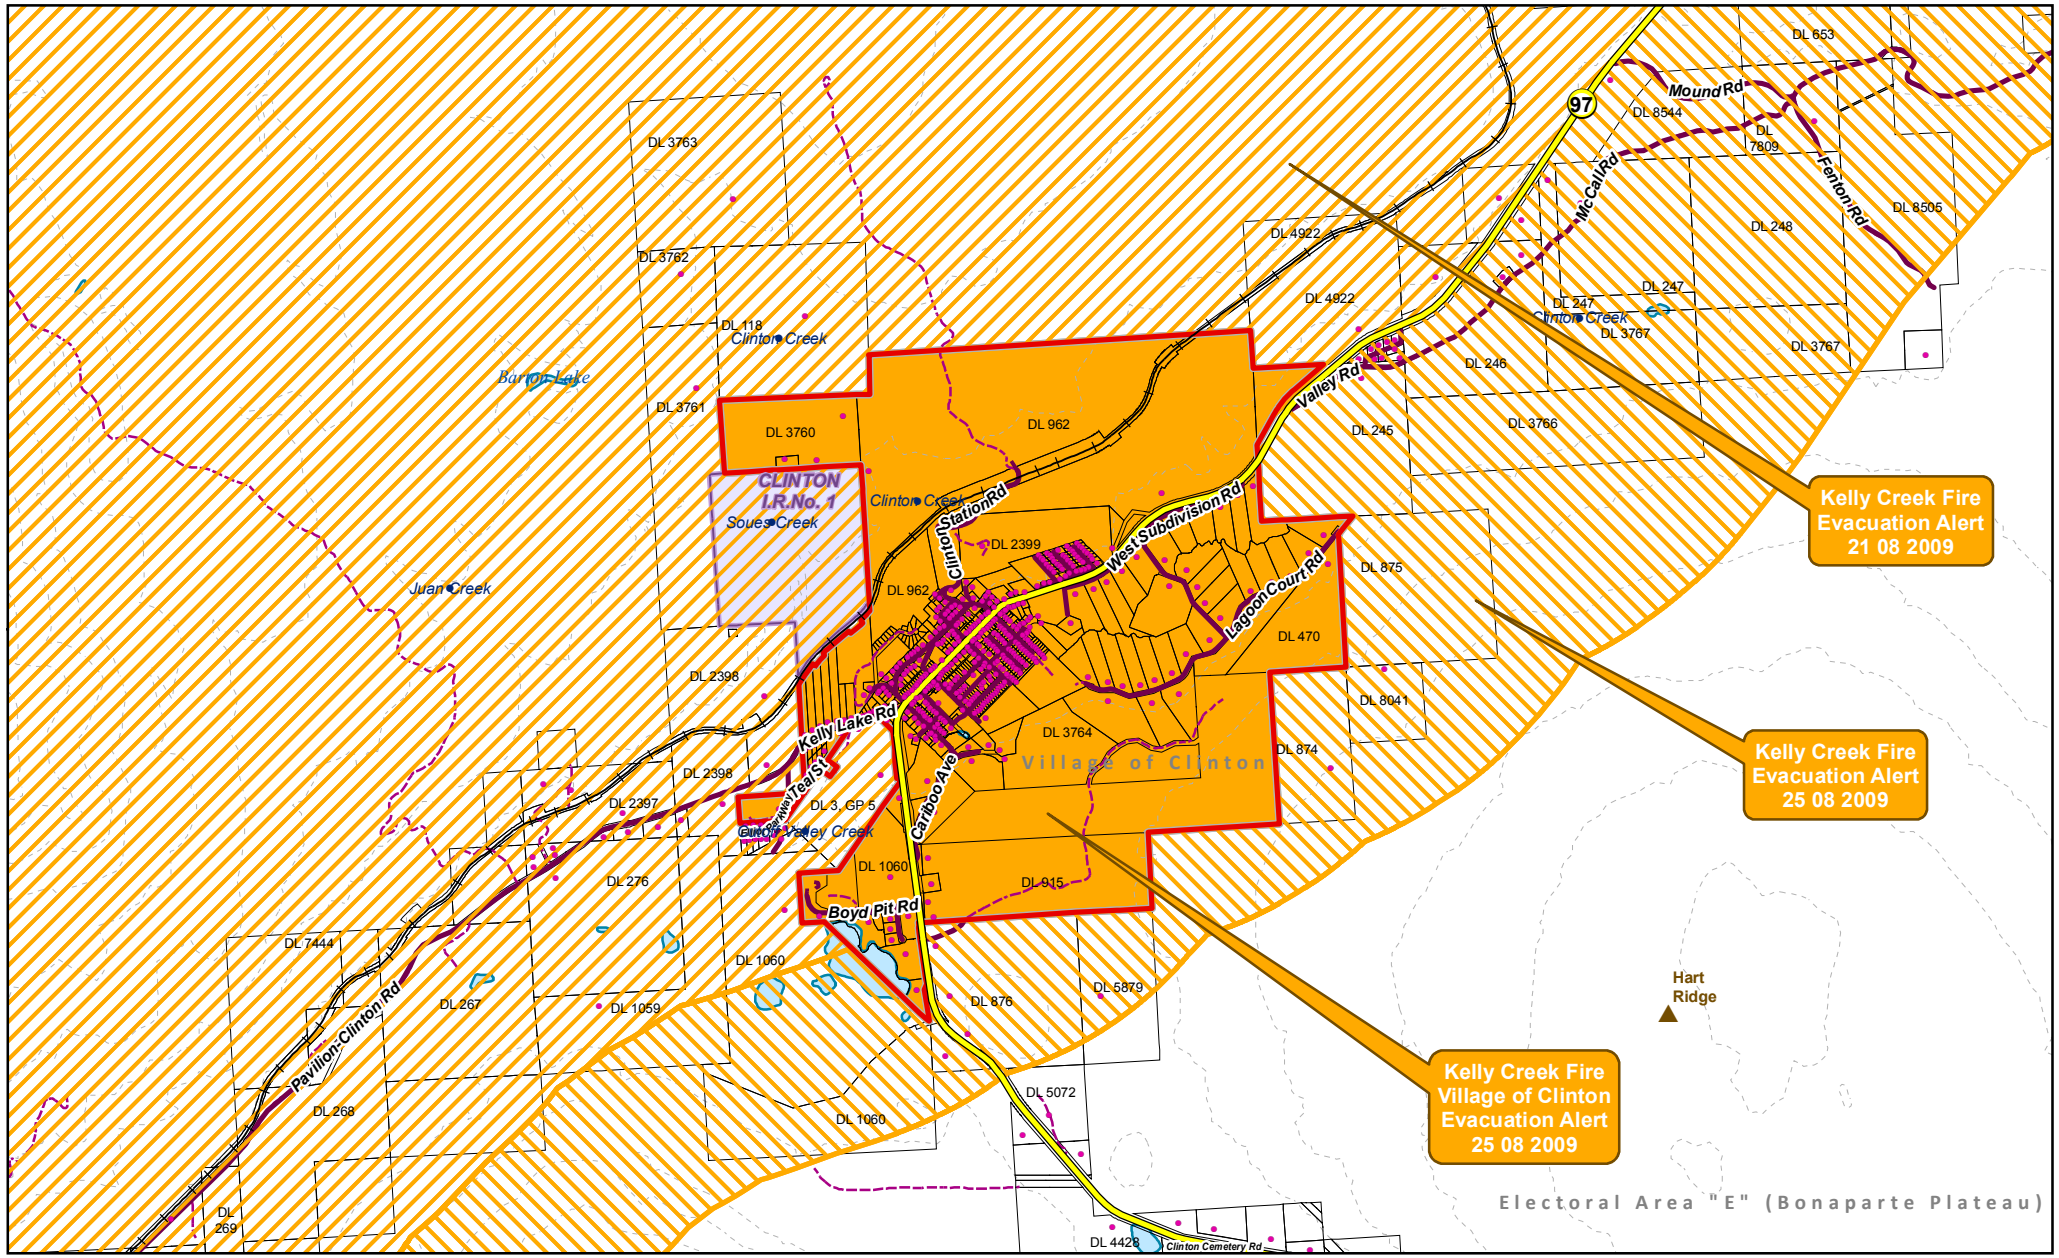 DL 653
Mound Rd
97
DL 8544
DL
7809
DL 3763
McCall Rd
Fenton Rd
DL 8505
DL 248
DL 4922
DL 3762
DL 247
DL 4922
DL 247
Clinton Creek
DL 3767
DL 118
Clinton Creek
DL 3767
DL 246
Barton Lake
Valley Rd
DL 3761
DL 3760
DL 962
DL 245
DL 3766
CLINTON
I.R.No. 1
Soues Creek
Clinton Creek
Station Rd
Clinton
West Subdivision Rd
Kelly Creek Fire
Evacuation Alert
21 08 2009
DL 2399
DL 875
Juan Creek
DL 962
Lagoon Court Rd
DL 470
DL 2398
DL 8041
Kelly Lake Rd
DL 3764
DL 874
Village of Clinton
Kelly Creek Fire
Evacuation Alert
25 08 2009
DL 2398
Teal St
Parkway
DL 2397
DL 3, GP 5
Valley Creek
Cariboo Ave
DL 276
DL 1060
DL 915
Boyd Pit Rd
DL 7444
DL 1060
DL 267
DL 1059
DL 876
DL 5879
Hart
Ridge
Pavilion-Clinton Rd
DL 268
DL 5072
DL 1060
Kelly Creek Fire
Village of Clinton
Evacuation Alert
25 08 2009
DL
269
Electoral Area "E" (Bonaparte Plateau)
DL 4428
Clinton Cemetery Rd